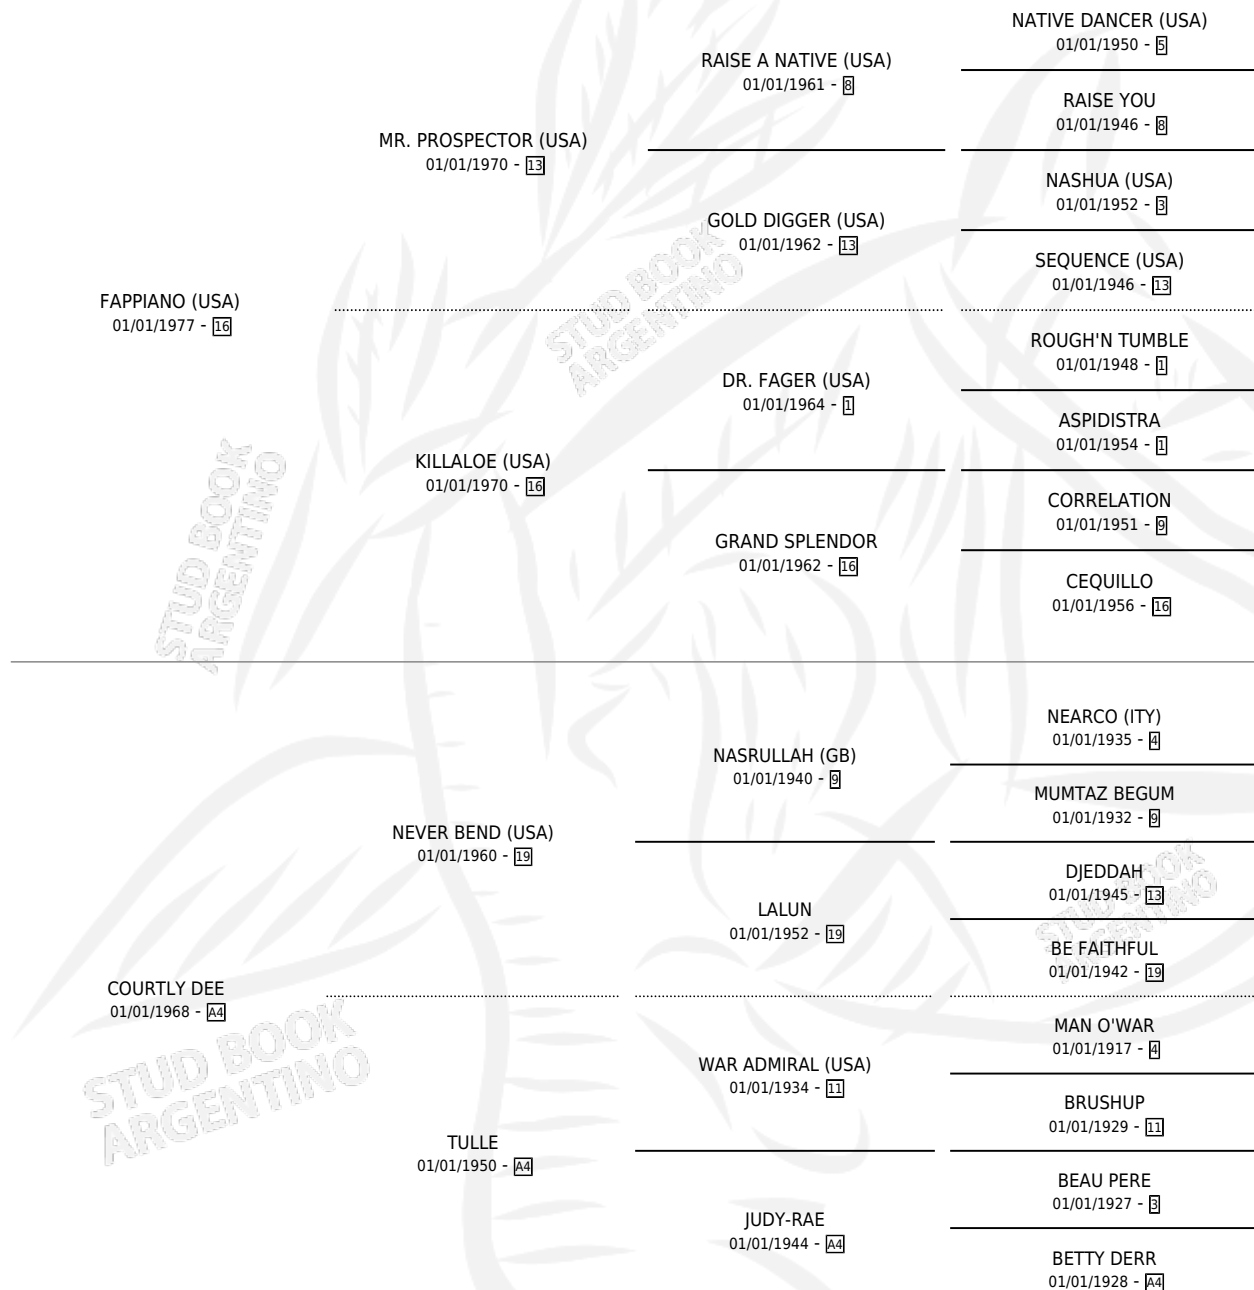 NATIVE DANCER (USA)
01/01/1950 - 5
RAISE A NATIVE (USA)
01/01/1961 - 8
RAISE YOU
01/01/1946 - 8
MR. PROSPECTOR (USA)
01/01/1970 - 13
NASHUA (USA)
01/01/1952 - 3
GOLD DIGGER (USA)
01/01/1962 - 13
SEQUENCE (USA)
01/01/1946 - 13
FAPPIANO (USA)
01/01/1977 - 16
STUD BOOK
ARGENTINO
ROUGH'N TUMBLE
01/01/1948 - 1
DR. FAGER (USA)
01/01/1964 - 1
ASPIDISTRA
01/01/1954 - 1
KILLALOE (USA)
01/01/1970 - 16
CORRELATION
01/01/1951 - 9
GRAND SPLENDOR
01/01/1962 - 16
CEQUILLO
01/01/1956 - 16
STUD BOOK
ARGENTINO
NEARCO (ITY)
01/01/1935 - 4
NASRULLAH (GB)
01/01/1940 - 9
MUMTAZ BEGUM
01/01/1932 - 9
NEVER BEND (USA)
01/01/1960 - 19
DJEDDAH
01/01/1945 - 13
STUD BOOK
ARGENTINO
LALUN
01/01/1952 - 19
BE FAITHFUL
01/01/1942 - 19
COURTLY DEE
01/01/1968 - A4
STUD BOOK
ARGENTINO
MAN O'WAR
01/01/1917 - 4
WAR ADMIRAL (USA)
01/01/1934 - 11
BRUSHUP
01/01/1929 - 11
TULLE
01/01/1950 - A4
BEAU PERE
01/01/1927 - 3
JUDY-RAE
01/01/1944 - A4
BETTY DERR
01/01/1928 - A4